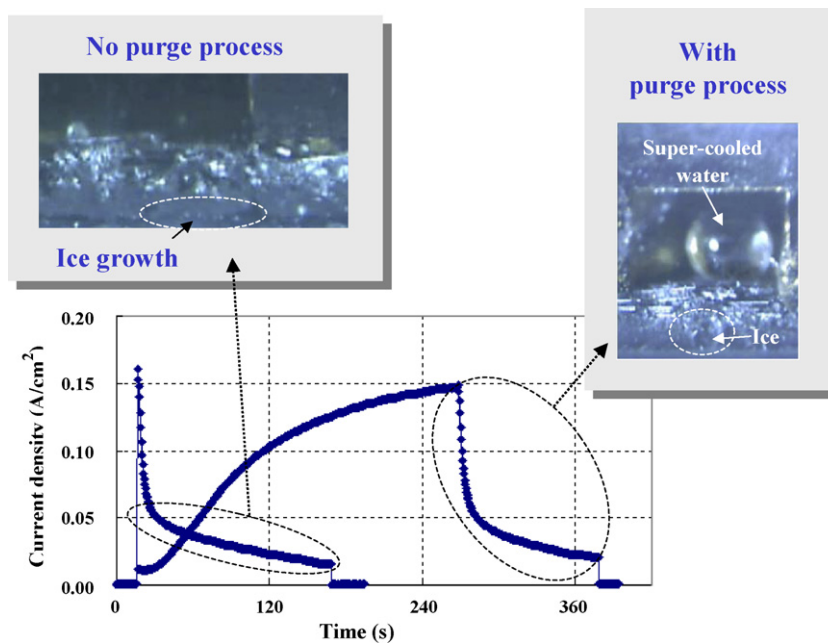 No purge process
Ice growth
With
purge process
Super-cooled
water
Ice
0.20
0.15
0.10
0.05
0.00
Current density (A/cm2)
0
120
240
360
Time (s)